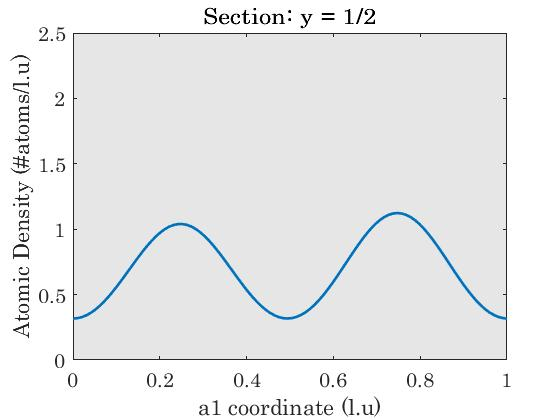 Section: y = 1/2
Atomic Density (#atoms/l.u)
2.5
2
1.5
1
0.5
0
0 0.2 0.4 0.6 0.8 1
a1 coordinate (l.u)